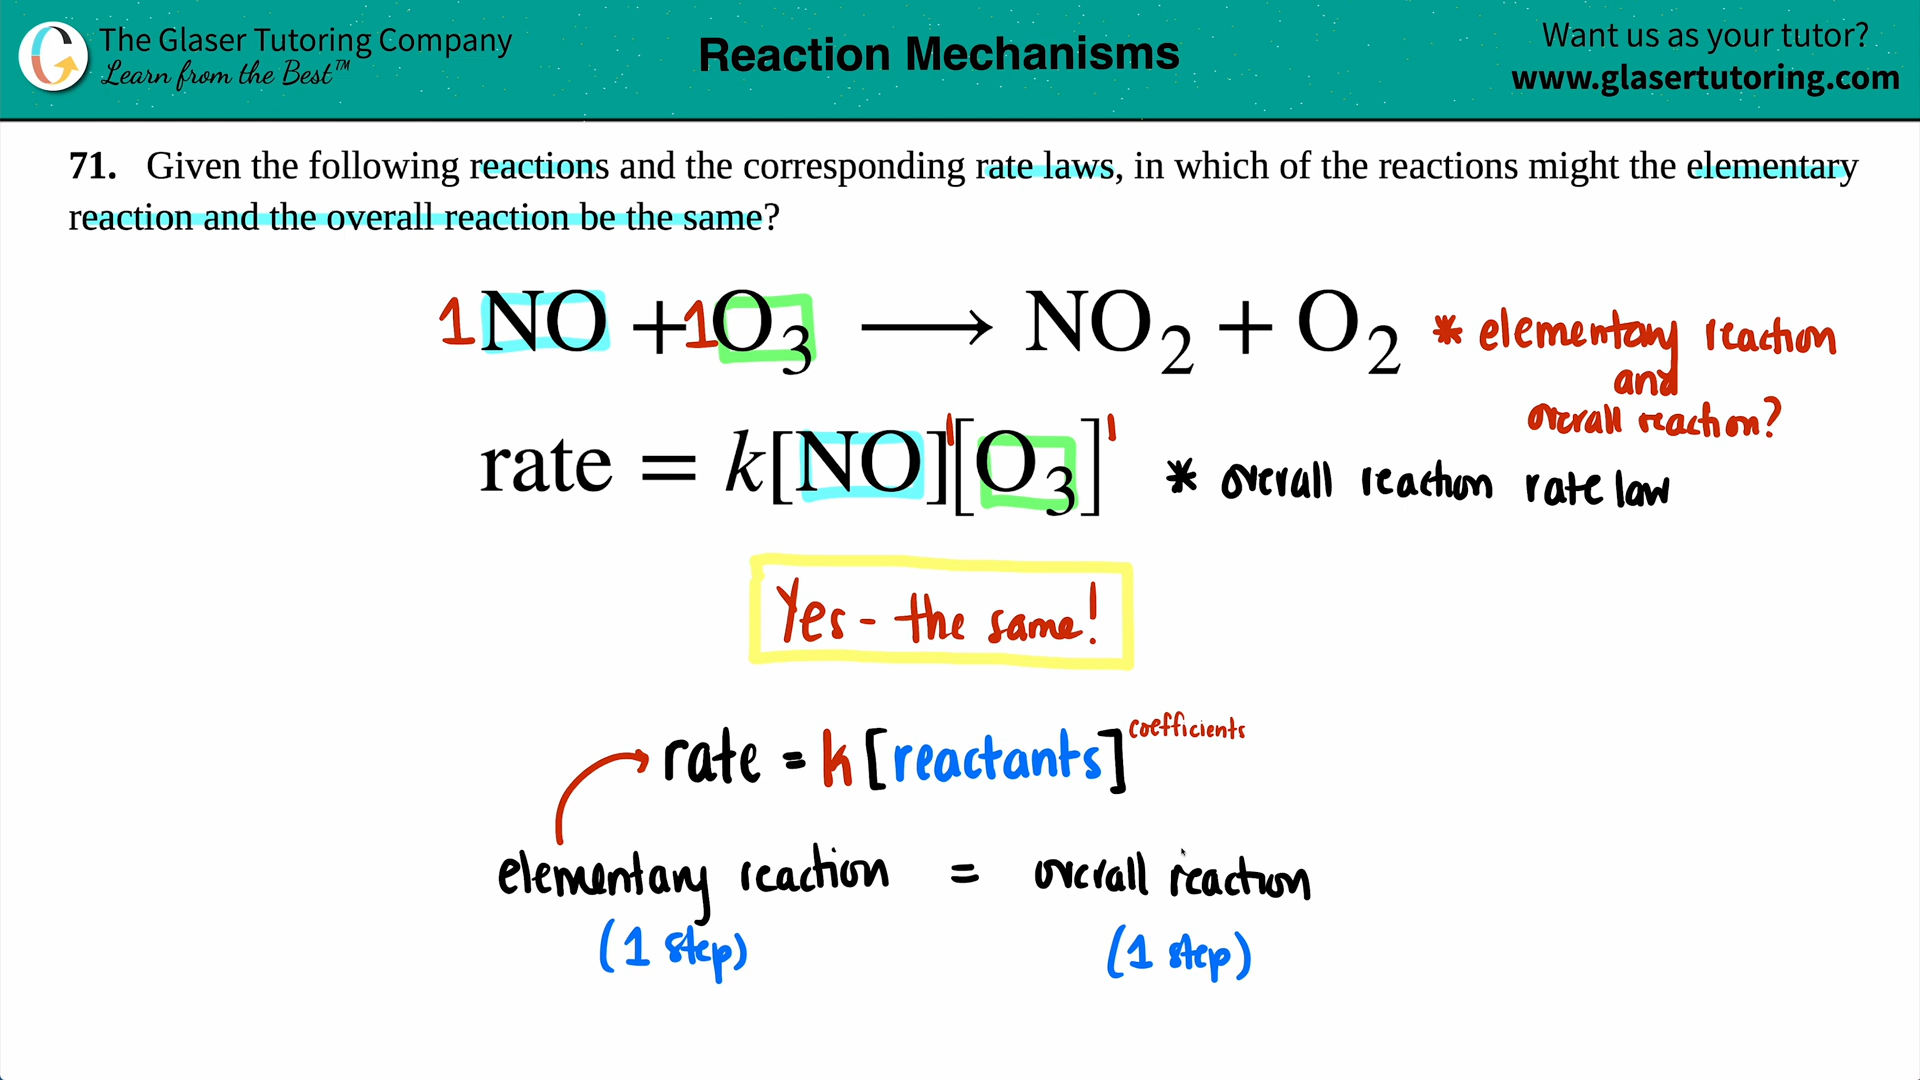 The Glaser Tutoring Company
Learn from the Best™
Reaction Mechanisms
Want us as your tutor?
www.glasertutoring.com
71. Given the following reactions and the corresponding rate laws, in which of the reactions might the elementary
reaction and the overall reaction be the same?
1NO + 1O₃ ⟶ NO₂ + O₂ * elementary reaction
and
overall reaction?
rate = k[NO]¹[O₃]¹ * overall reaction rate law
Yes - the same!
rate = k [reactants]^coefficients
elementary reaction = overall reaction
(1 step) (1 step)